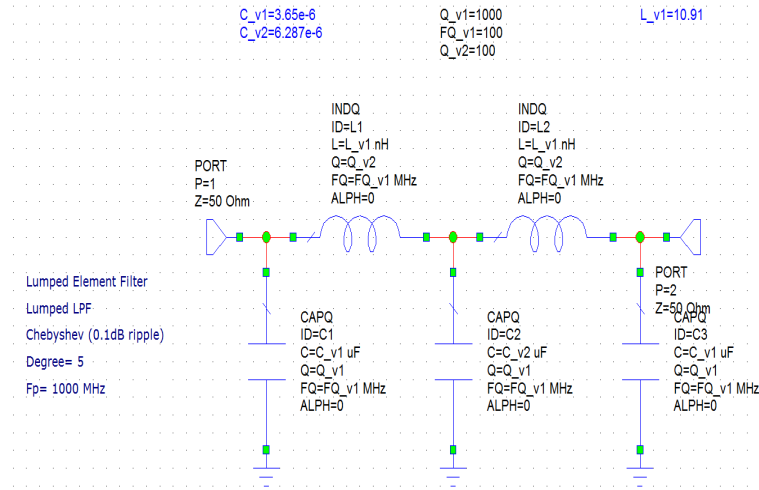 C_v1=3.65e-6
C_v2=6.287e-6
Q_v1=1000
FQ_v1=100
Q_v2=100
L_v1=10.91
INDQ
ID=L1
L=L_v1 nH
Q=Q_v2
FQ=FQ_v1 MHz
ALPH=0
INDQ
ID=L2
L=L_v1 nH
Q=Q_v2
FQ=FQ_v1 MHz
ALPH=0
PORT
P=1
Z=50 Ohm
PORT
P=2
Z=50 Ohm
Lumped Element Filter
Lumped LPF
Chebyshev (0.1dB ripple)
Degree= 5
Fp= 1000 MHz
CAPQ
ID=C1
C=C_v1 uF
Q=Q_v1
FQ=FQ_v1 MHz
ALPH=0
CAPQ
ID=C2
C=C_v2 uF
Q=Q_v1
FQ=FQ_v1 MHz
ALPH=0
CAPQ
ID=C3
C=C_v1 uF
Q=Q_v1
FQ=FQ_v1 MHz
ALPH=0